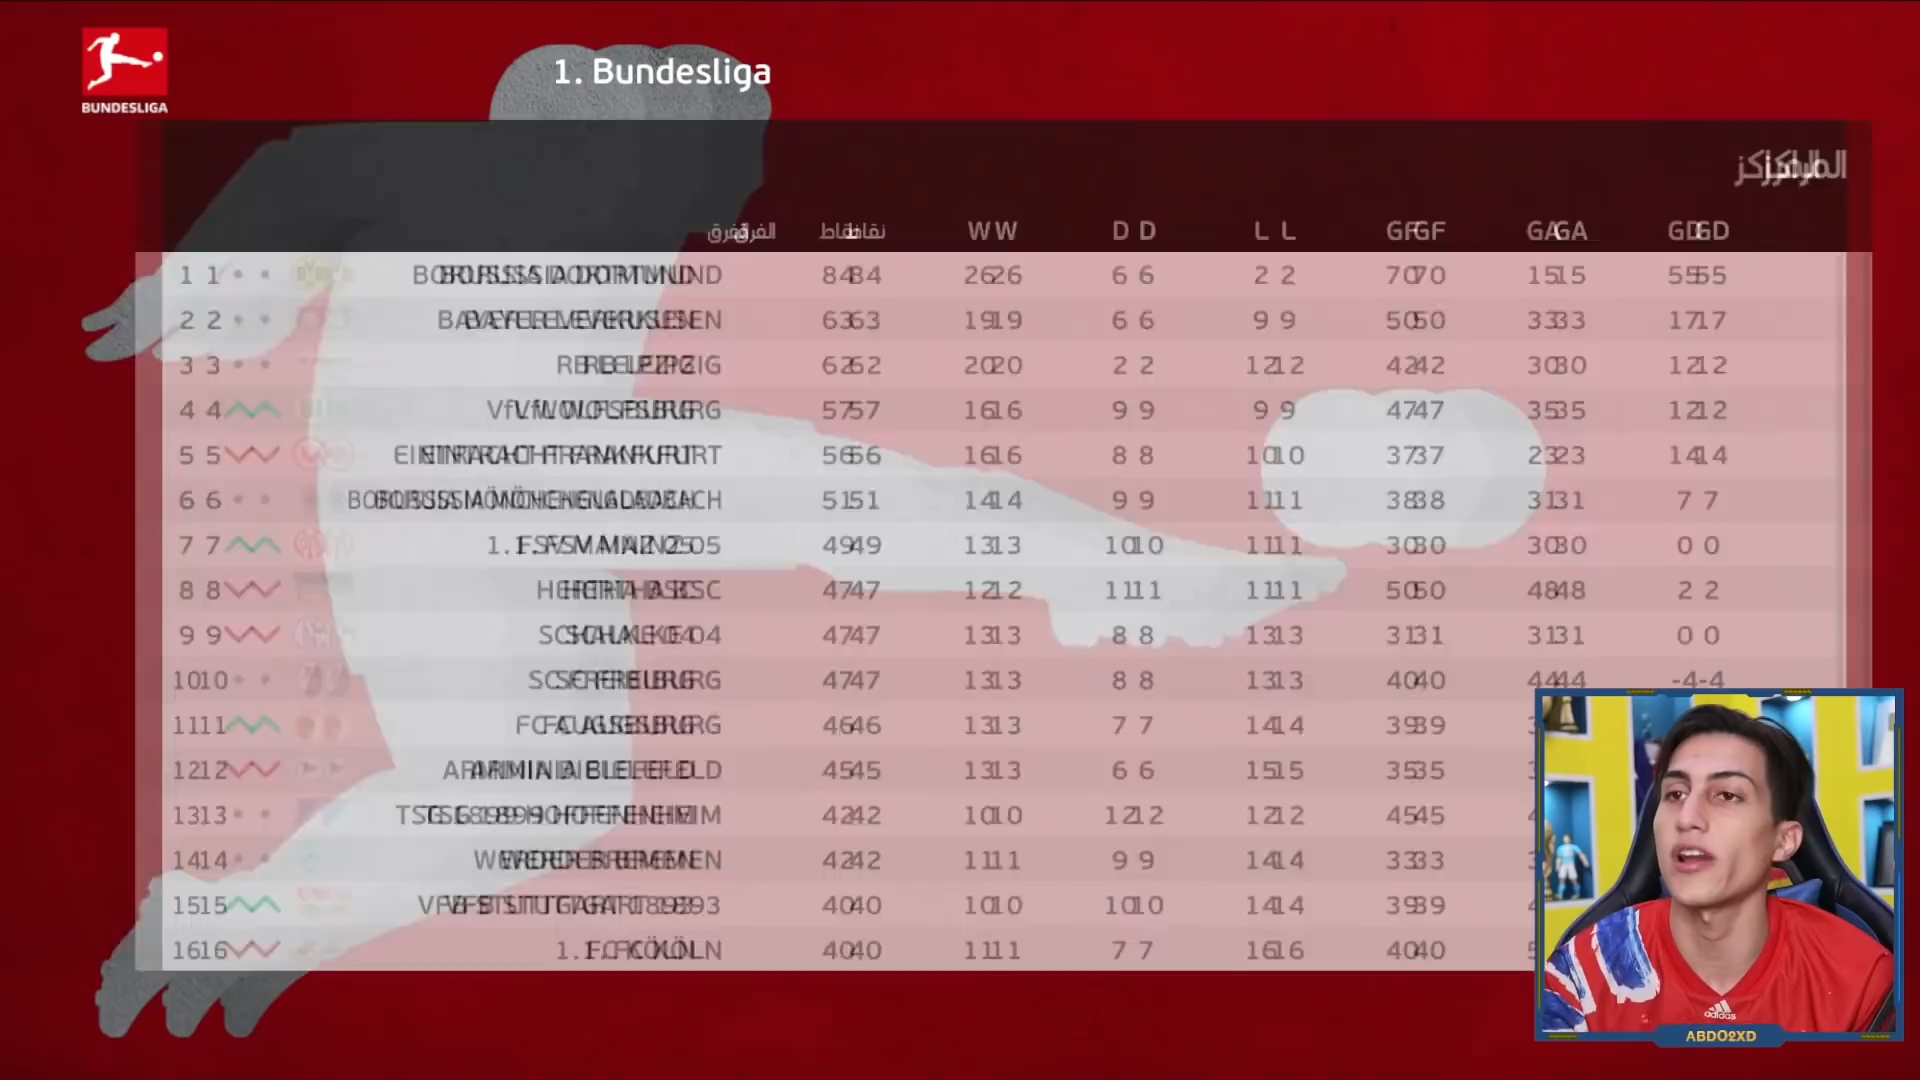 BUNDESLIGA
1. Bundesliga
المراكز
الفرق نقاط W D L GF GA GD
1 BORUSSIA DORTMUND 84 26 6 2 70 15 55
2 BAYER LEVERKUSEN 63 19 6 9 50 33 17
3 RB LEIPZIG 62 20 2 12 42 30 12
4 VfL WOLFSBURG 57 16 9 9 47 35 12
5 EINTRACHT FRANKFURT 56 16 8 10 37 23 14
6 BORUSSIA MÖNCHENGLADBACH 51 14 9 11 38 31 7
7 1. FSV MAINZ 05 49 13 10 11 30 30 0
8 HERTHA BSC 47 12 11 11 50 48 2
9 SCHALKE 04 47 13 8 13 31 31 0
10 SC FREIBURG 47 13 8 13 40 44 -4
11 FC AUGSBURG 46 13 7 14 39
12 ARMINIA BIELEFELD 45 13 6 15 35
13 TSG 1899 HOFFENHEIM 42 10 12 12 45
14 WERDER BREMEN 42 11 9 14 33
15 VFB STUTTGART 1893 40 10 10 14 39
16 1. FC KÖLN 40 11 7 16 40
adidas
ABDO2XD